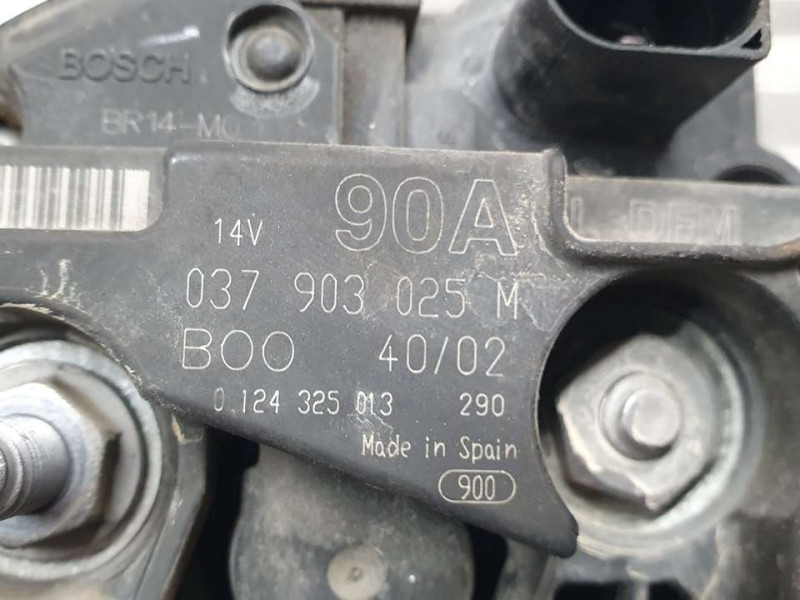 BOSCH
BR14-M
90A
14V
L DFM
037 903 025 M
BOO 40/02
0 124 325 013 290
Made in Spain
900